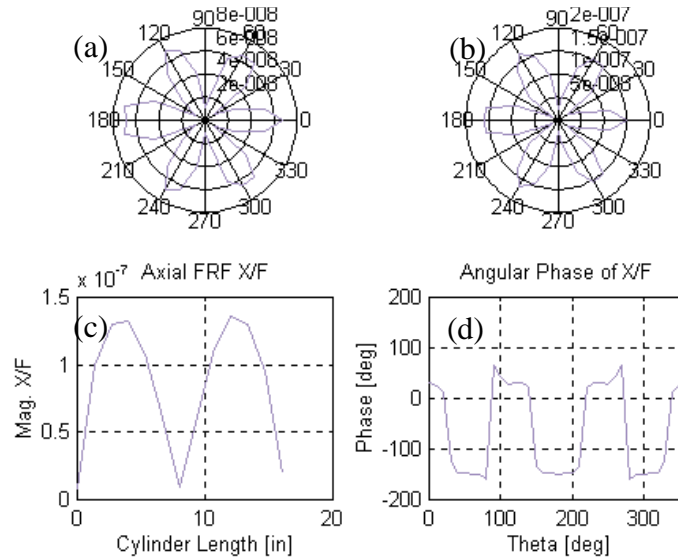 (a)
90
8e-008
120
60
6e-008
4e-008
150
30
2e-008
180
0
210
330
240
300
270
(b)
90
2e-007
120
60
1.5e-007
1e-007
150
30
5e-008
180
0
210
330
240
300
270
x 10^-7
Axial FRF X/F
1.5
(c)
1
Mag. X/F
0.5
0
0
10
20
Cylinder Length [in]
Angular Phase of X/F
200
(d)
100
Phase [deg]
0
-100
-200
0
100
200
300
Theta [deg]